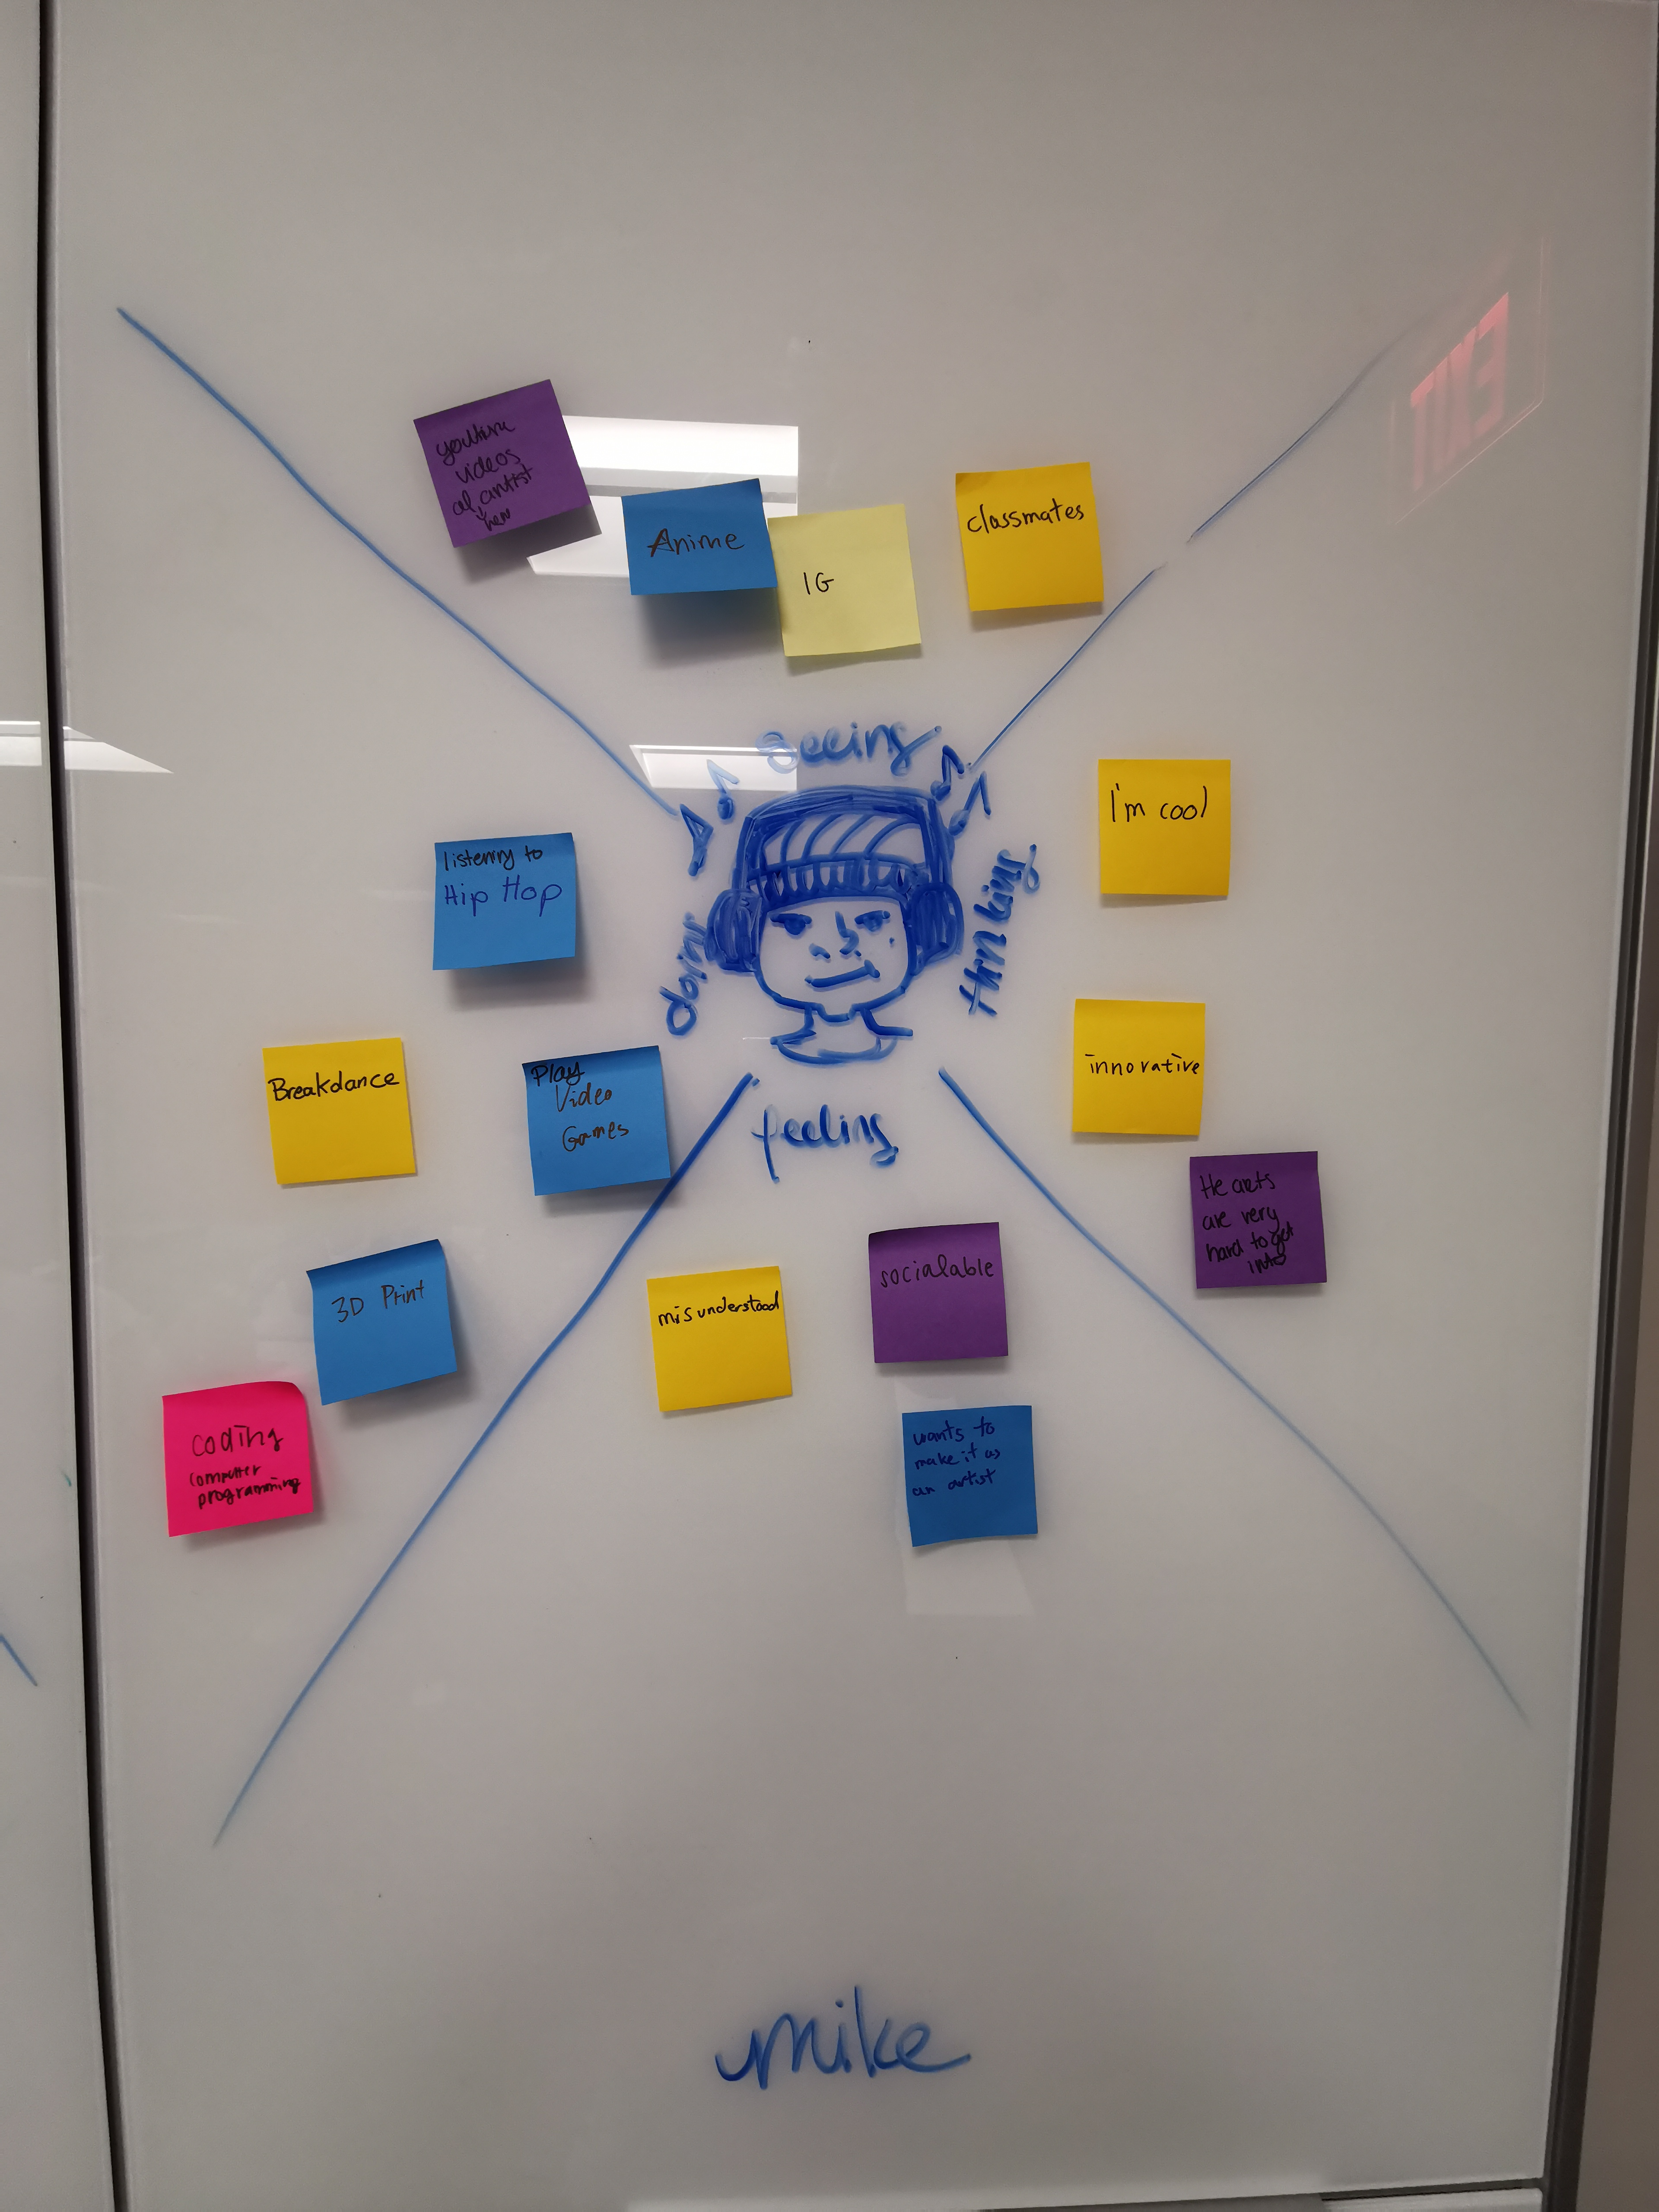 youtube
videos
of artist
new
Anime
IG
classmates
seeing
EXIT
I'm cool
listening to
Hip Hop
doing
thinking
innovative
Breakdance
Play
Video
Games
feeling
He arts
are very
hard to get
into
socialable
misunderstood
3D Print
coding
computer
programming
wants to
make it as
an artist
mike